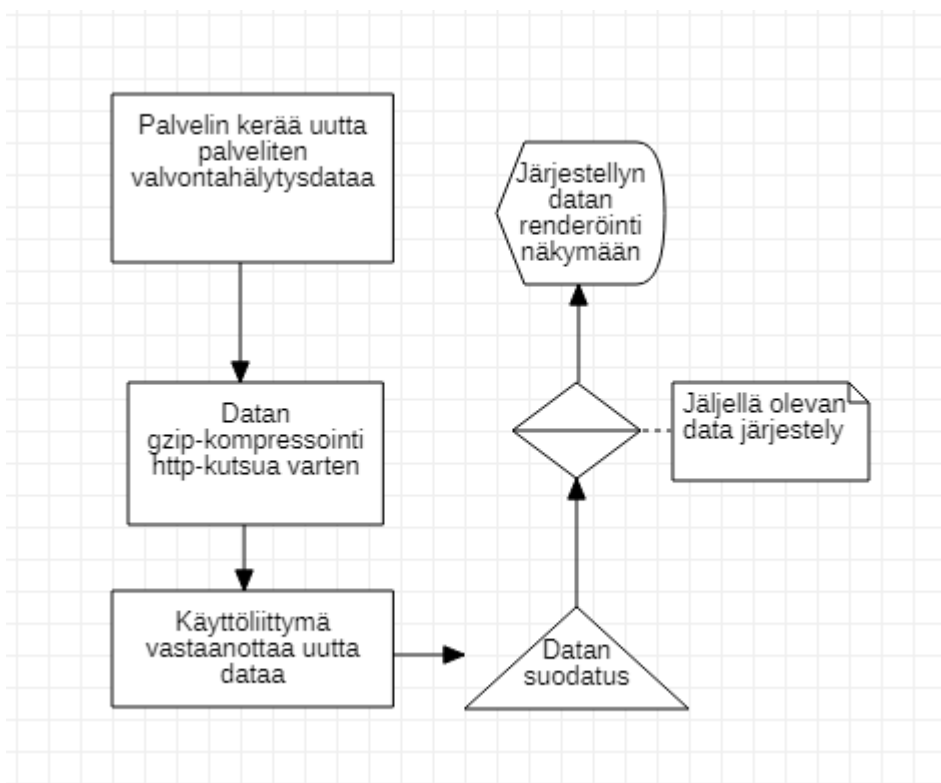 Palvelin kerää uutta
palveliten
valvontahälytysdataa
Datan
gzip-kompressointi
http-kutsua varten
Käyttöliittymä
vastaanottaa uutta
dataa
Datan
suodatus
Jäljellä olevan
data järjestely
Järjestellyn
datan
renderöinti
näkymään